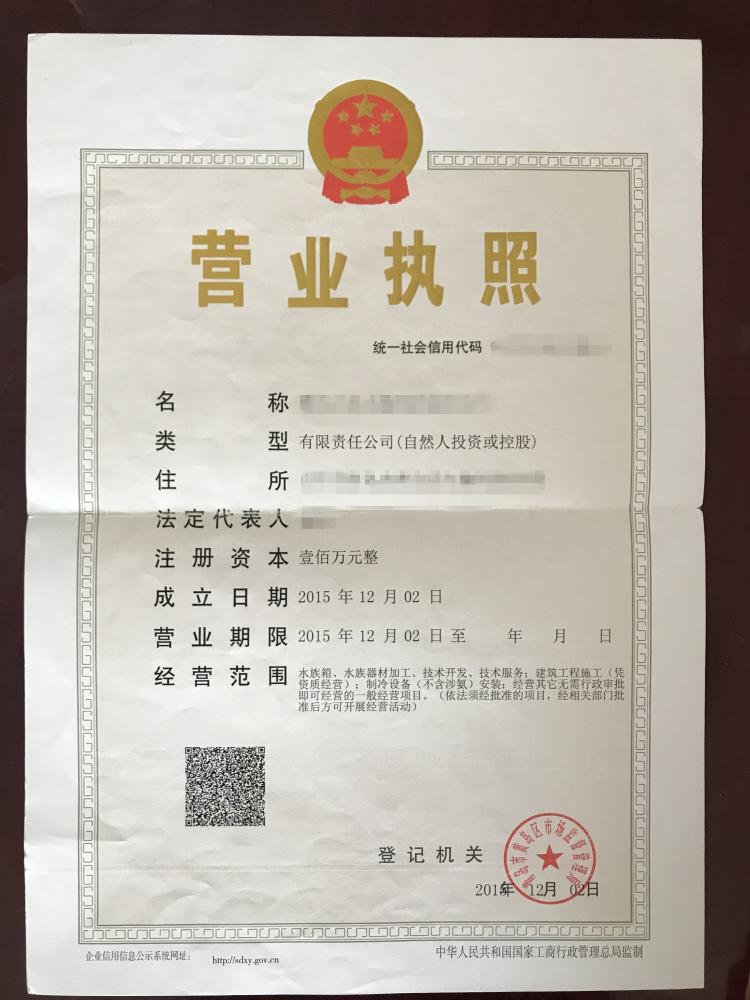 营业执照
统一社会信用代码 9
名称
类型 有限责任公司(自然人投资或控股)
住所
法定代表人
注册资本 壹佰万元整
成立日期 2015 年 12 月 02 日
营业期限 2015 年 12 月 02 日 至 年 月 日
经营范围 水族箱、水族器材加工、技术开发、技术服务；建筑工程施工（凭
资质经营）；制冷设备（不含涉氨）安装；经营其它无需行政审批
即可经营的一般经营项目。（依法须经批准的项目，经相关部门批
准后方可开展经营活动）
登记机关
青岛市黄岛区市场监督管理局
2015年 12月 02日
企业信用信息公示系统网址： http://sdxy.gov.cn
中华人民共和国国家工商行政管理总局监制